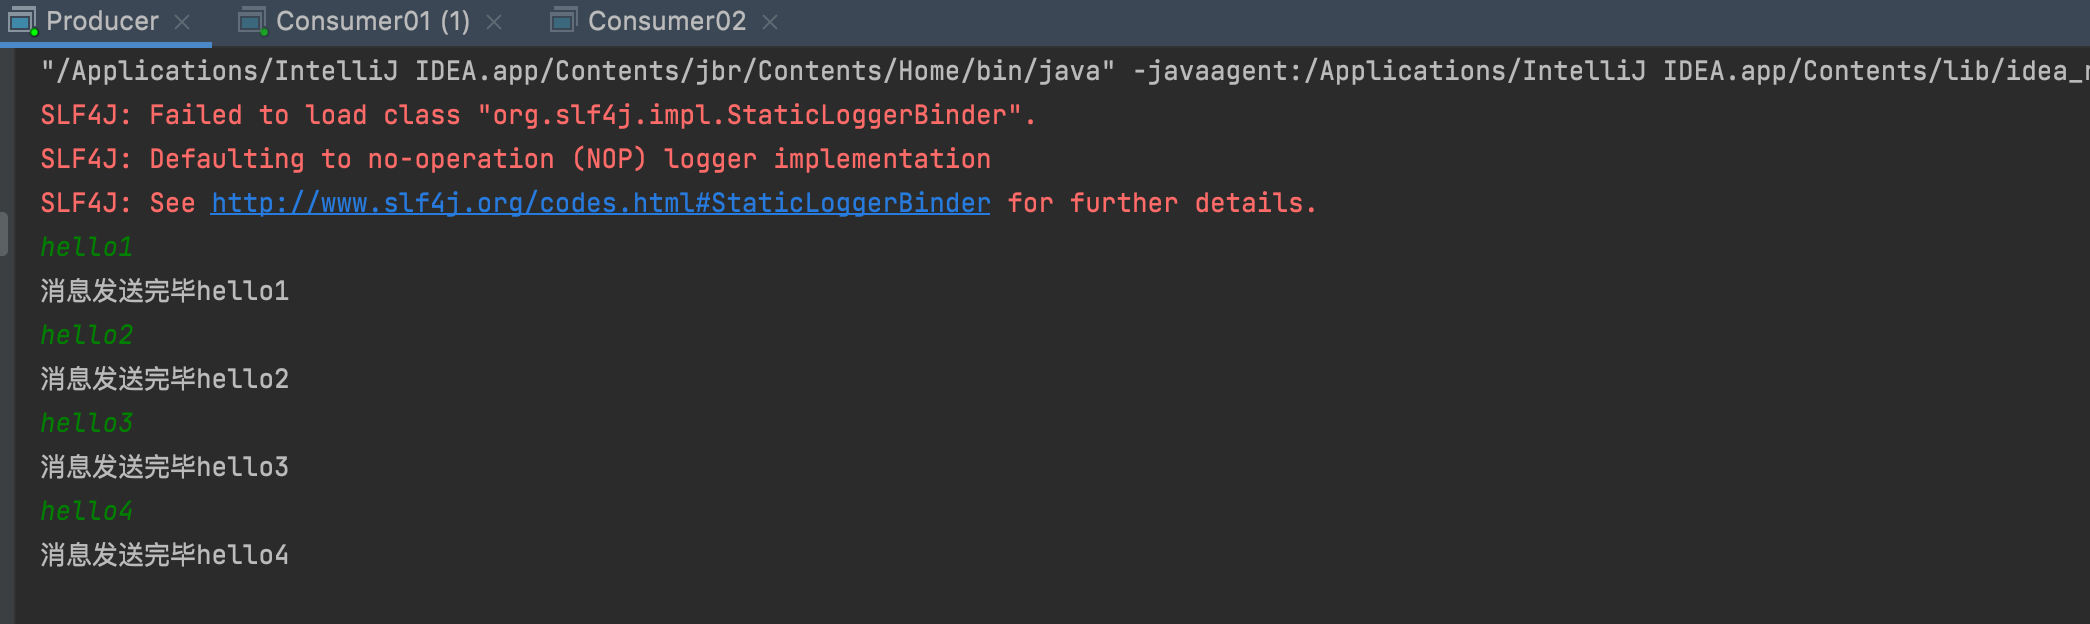 Producer Consumer01 (1) Consumer02
"/Applications/IntelliJ IDEA.app/Contents/jbr/Contents/Home/bin/java" -javaagent:/Applications/IntelliJ IDEA.app/Contents/lib/idea_r
SLF4J: Failed to load class "org.slf4j.impl.StaticLoggerBinder".
SLF4J: Defaulting to no-operation (NOP) logger implementation
SLF4J: See http://www.slf4j.org/codes.html#StaticLoggerBinder for further details.
hello1
消息发送完毕hello1
hello2
消息发送完毕hello2
hello3
消息发送完毕hello3
hello4
消息发送完毕hello4